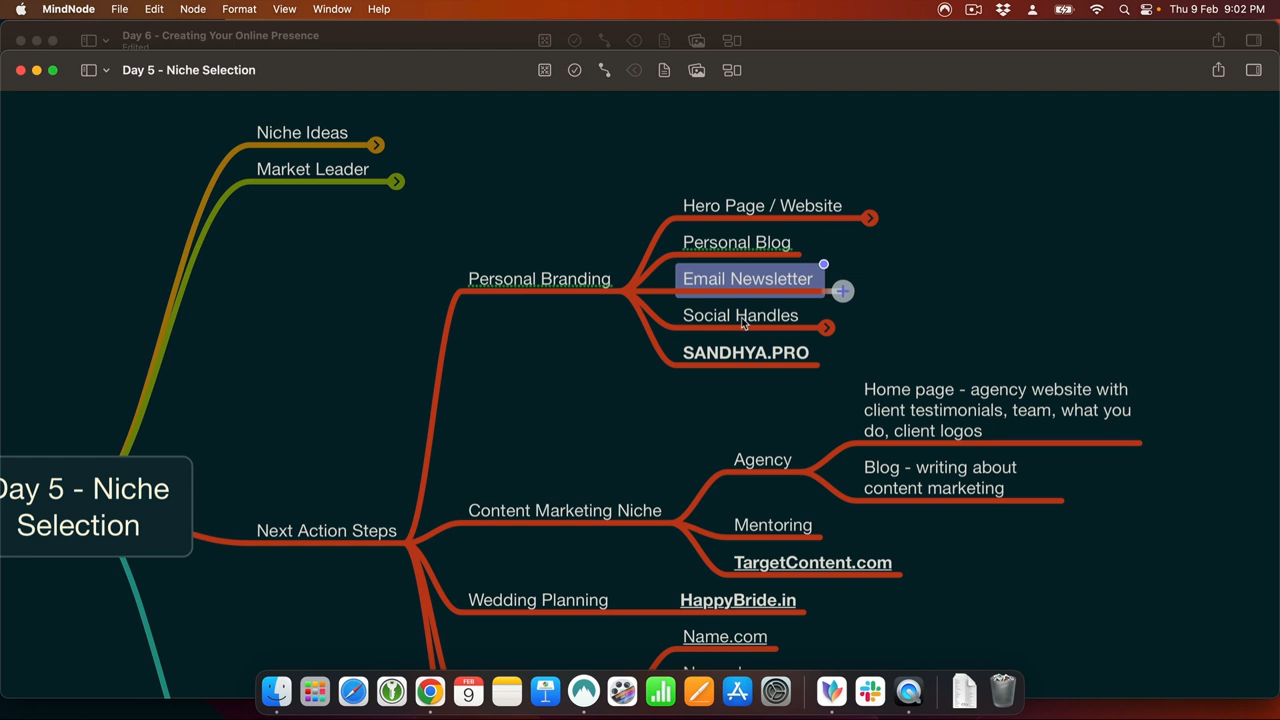 MindNode File Edit Node Format View Window Help Thu 9 Feb 9:02 PM
Day 6 - Creating Your Online Presence
Edited
Day 5 - Niche Selection
Niche Ideas
Market Leader
Hero Page / Website
Personal Blog
Personal Branding
Email Newsletter
Social Handles
SANDHYA.PRO
Home page - agency website with
client testimonials, team, what you
do, client logos
Agency
Blog - writing about
content marketing
Day 5 - Niche
Selection
Content Marketing Niche
Next Action Steps
Mentoring
TargetContent.com
Wedding Planning
HappyBride.in
Name.com
FEB
9